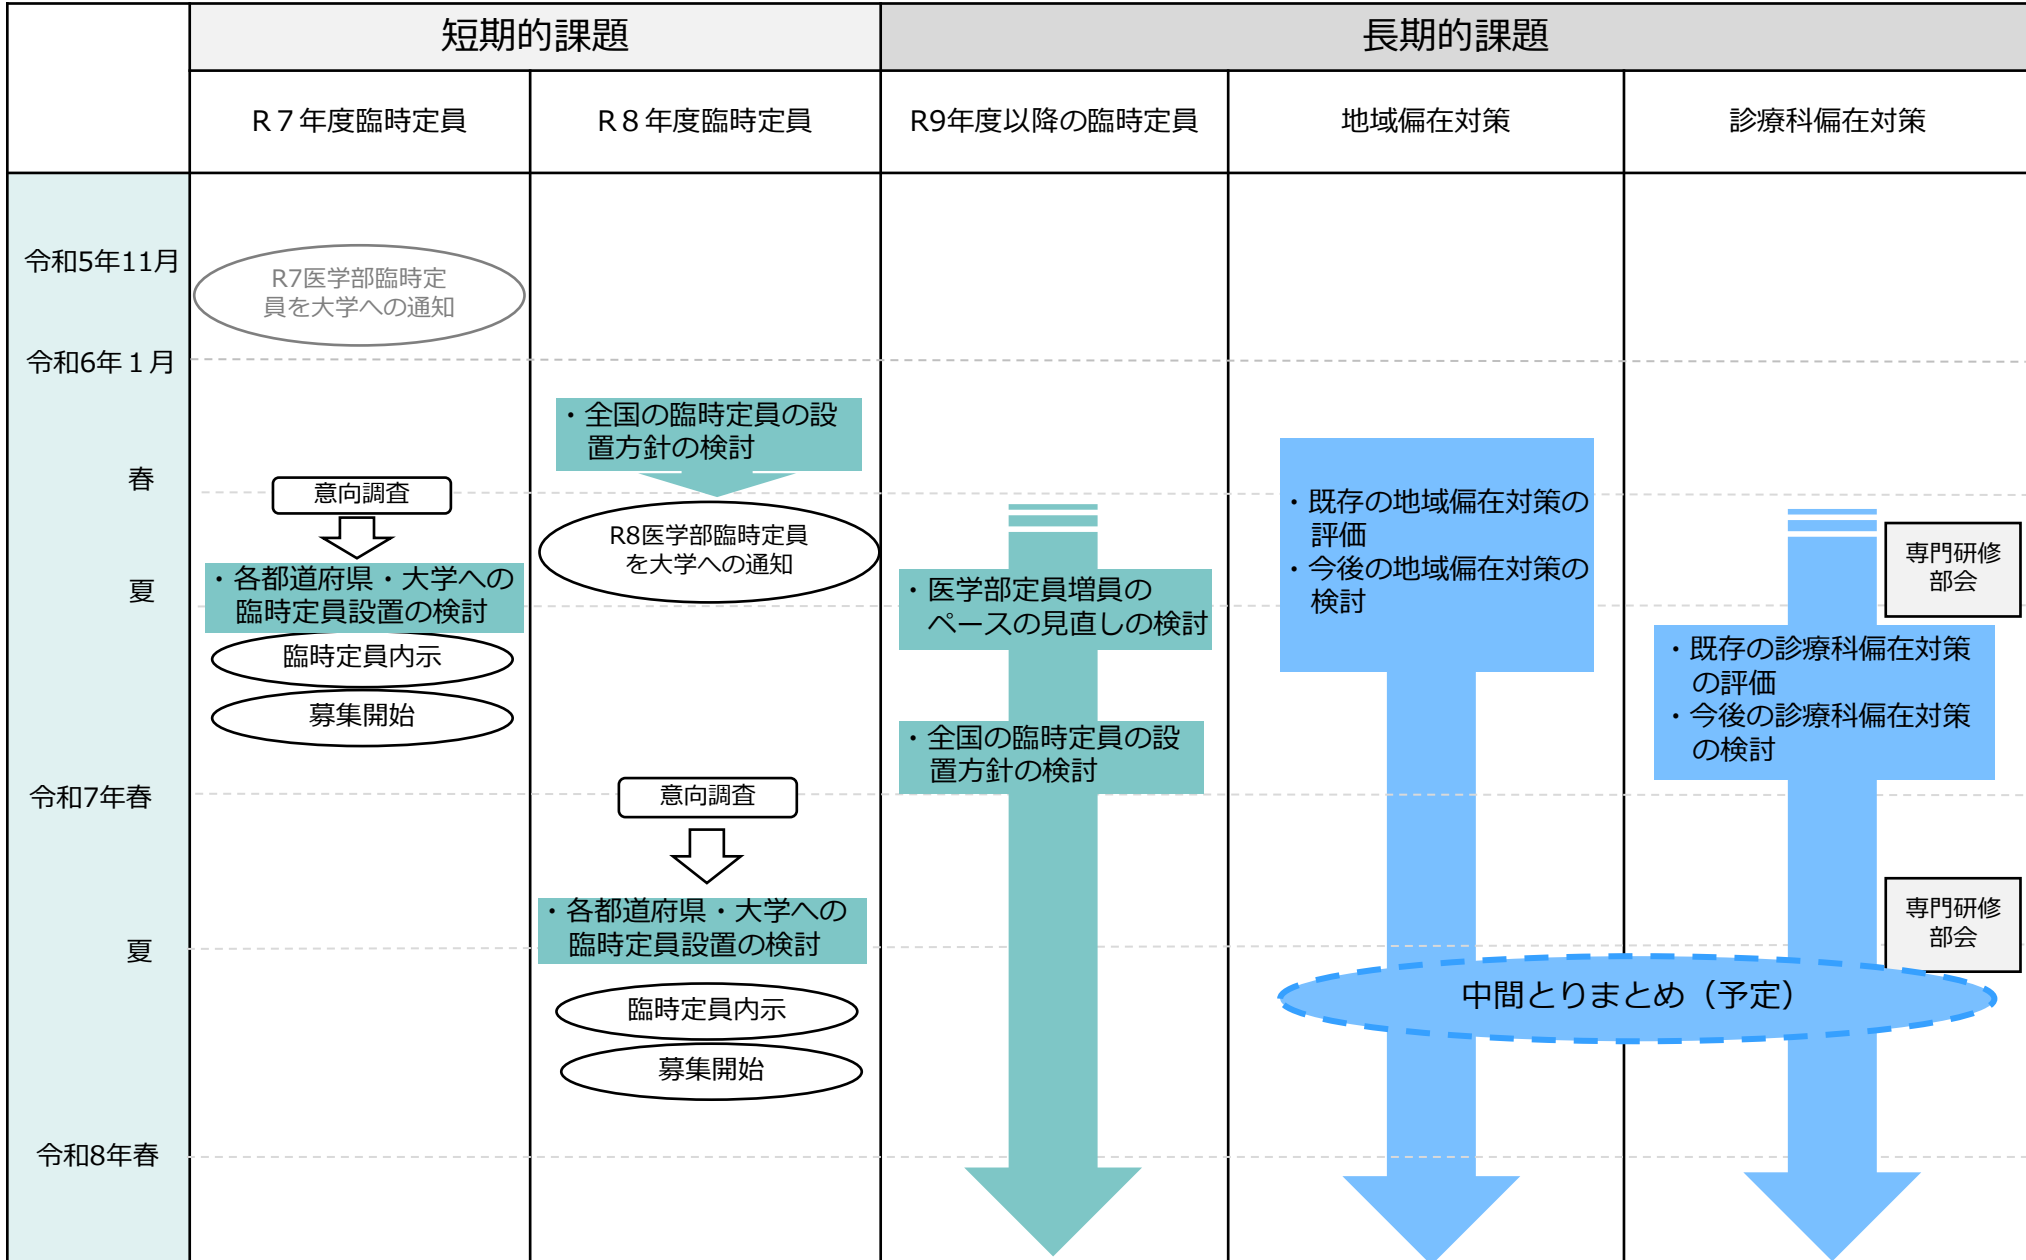 短期的課題
長期的課題
R７年度臨時定員
R８年度臨時定員
R9年度以降の臨時定員
地域偏在対策
診療科偏在対策
令和5年11月
R7医学部臨時定
員を大学への通知
令和6年１月
・全国の臨時定員の設
置方針の検討
春
意向調査
R8医学部臨時定員
を大学への通知
・既存の地域偏在対策の
評価
・今後の地域偏在対策の
検討
専門研修
部会
夏
・各都道府県・大学への
臨時定員設置の検討
・医学部定員増員の
ペースの見直しの検討
臨時定員内示
募集開始
・既存の診療科偏在対策
の評価
・今後の診療科偏在対策
の検討
・全国の臨時定員の設
置方針の検討
令和7年春
意向調査
・各都道府県・大学への
臨時定員設置の検討
専門研修
部会
夏
中間とりまとめ（予定）
臨時定員内示
募集開始
令和8年春